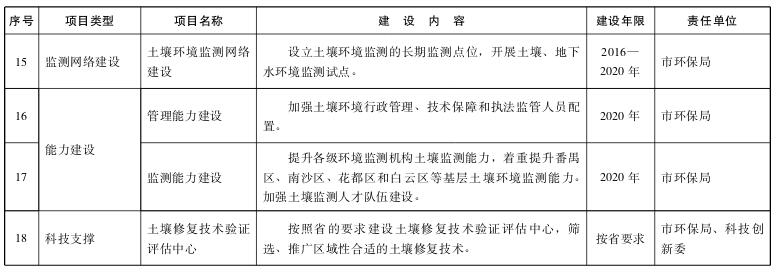 序号 项目类型 项目名称 建设内容 建设年限 责任单位
15 监测网络建设 土壤环境监测网络建设 设立土壤环境监测的长期监测点位，开展土壤、地下水环境监测试点。 2016—2020 年 市环保局
16 能力建设 管理能力建设 加强土壤环境行政管理、技术保障和执法监管人员配置。 2020 年 市环保局
17 监测能力建设 提升各级环境监测机构土壤监测能力，着重提升番禺区、南沙区、花都区和白云区等基层土壤环境监测能力。加强土壤监测人才队伍建设。 2020 年 市环保局
18 科技支撑 土壤修复技术验证评估中心 按照省的要求建设土壤修复技术验证评估中心，筛选、推广区域性合适的土壤修复技术。 按省要求 市环保局、科技创新委